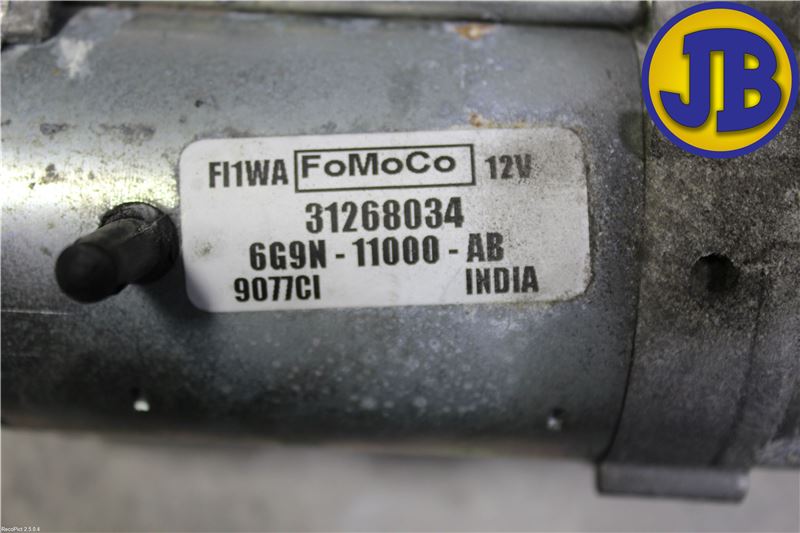 JB
FI1WA FoMoCo 12V
31268034
6G9N - 11000 - AB
9077CI INDIA
RecoPict 2.5.0.4